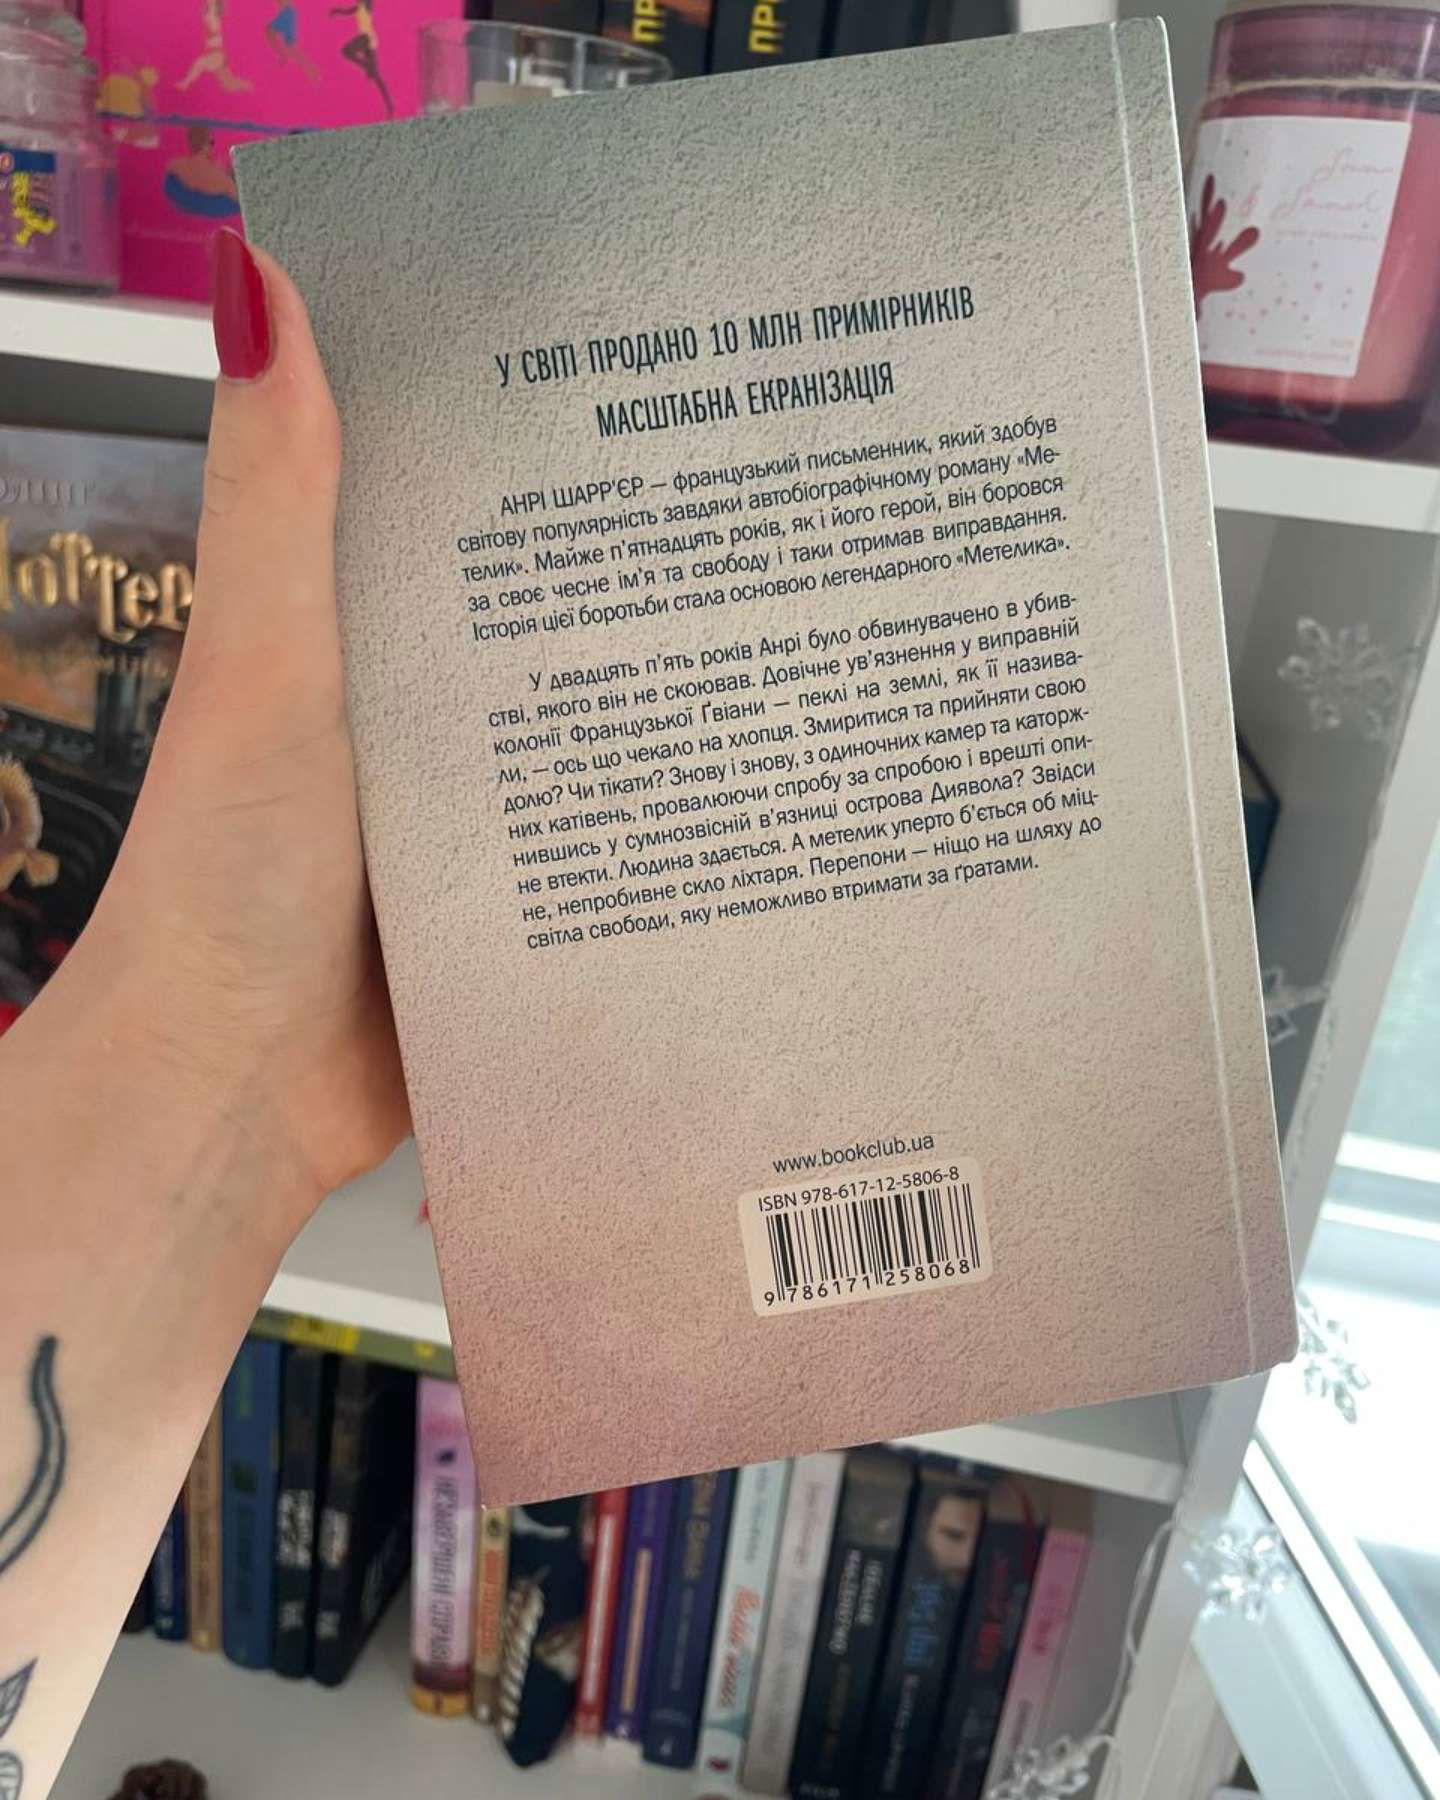 ПР
ПР
У СВІТІ ПРОДАНО 10 МЛН ПРИМІРНИКІВ
МАСШТАБНА ЕКРАНІЗАЦІЯ
АНРІ ШАРР'ЄР — французький письменник, який здобув
світову популярність завдяки автобіографічному роману «Ме-
телик». Майже п'ятнадцять років, як і його герой, він боровся
за своє чесне ім'я та свободу і таки отримав виправдання.
Історія цієї боротьби стала основою легендарного «Метелика».
У двадцять п'ять років Анрі було обвинувачено в убив-
стві, якого він не скоював. Довічне ув'язнення у виправній
колонії Французької Ґвіани — пеклі на землі, як її назива-
ли, — ось що чекало на хлопця. Змиритися та прийняти свою
долю? Чи тікати? Знову і знову, з одиночних камер та каторж-
них катівень, провалюючи спробу за спробою і врешті опи-
нившись у сумнозвісній в'язниці острова Диявола? Звідси
не втекти. Людина здається. А метелик уперто б'ється об міц-
не, непробивне скло ліхтаря. Перепони — ніщо на шляху до
світла свободи, яку неможливо втримати за ґратами.
www.bookclub.ua
ISBN 978-617-12-5806-8
9 786171 258068